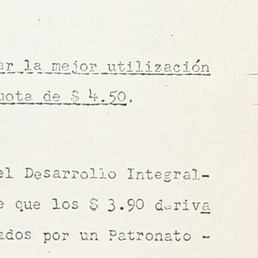 ar la mejor utilización
uota de $ 4.50.
el Desarrollo Integral-
e que los $ 3.90 deriva
ados por un Patronato -